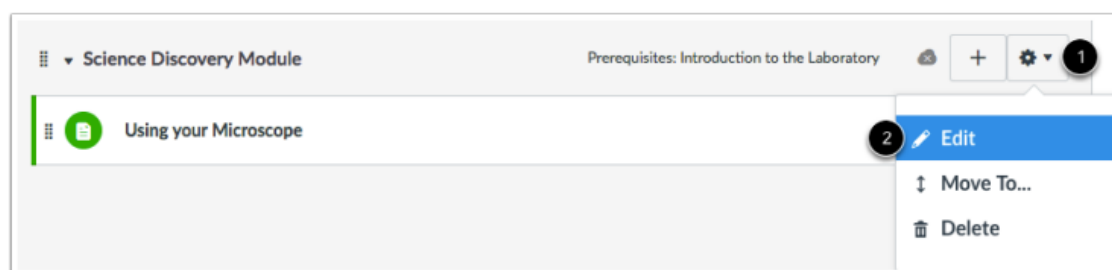 Science Discovery Module Prerequisites: Introduction to the Laboratory + 1
Using your Microscope
2 Edit
Move To...
Delete